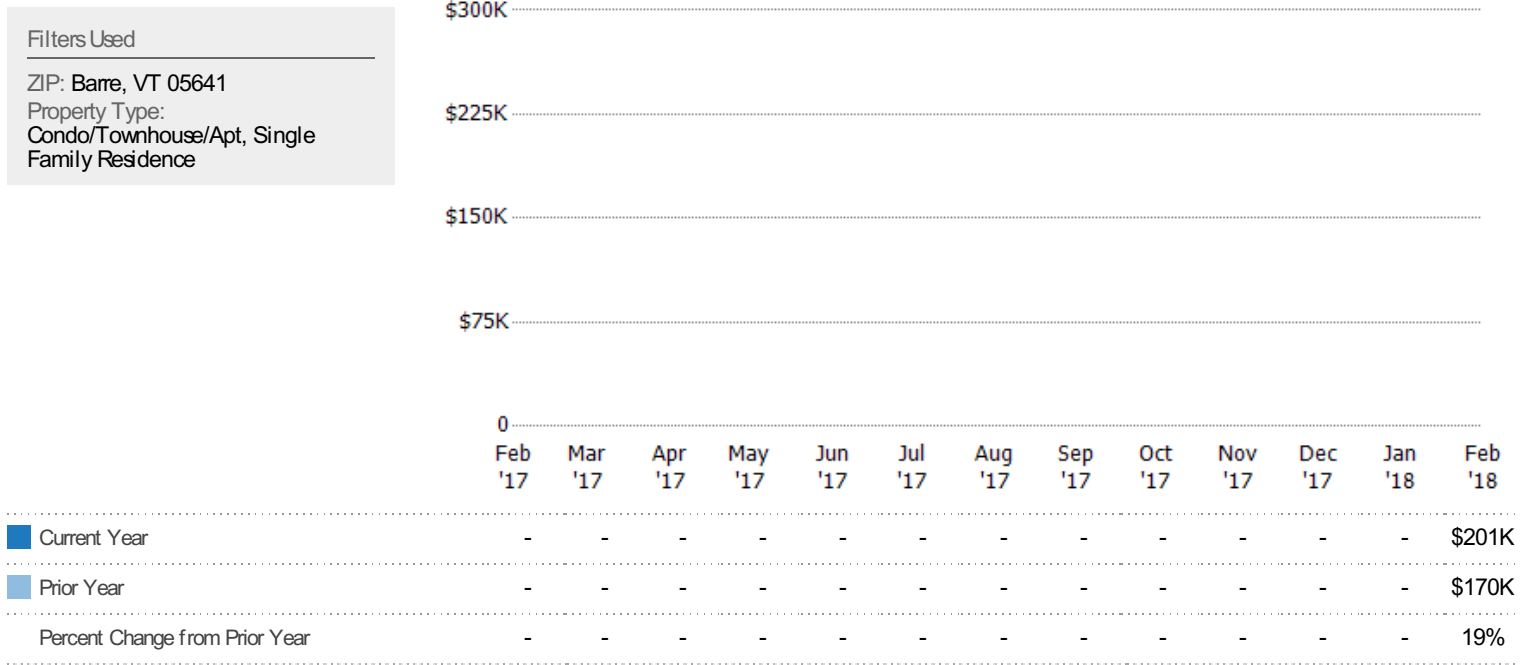 Filters Used
ZIP: Barre, VT 05641
Property Type:
Condo/Townhouse/Apt, Single
Family Residence
$300K
$225K
$150K
$75K
0
Feb Mar Apr May Jun Jul Aug Sep Oct Nov Dec Jan Feb
'17 '17 '17 '17 '17 '17 '17 '17 '17 '17 '17 '18 '18
Current Year - - - - - - - - - - - - $201K
Prior Year - - - - - - - - - - - - $170K
Percent Change from Prior Year - - - - - - - - - - - - 19%